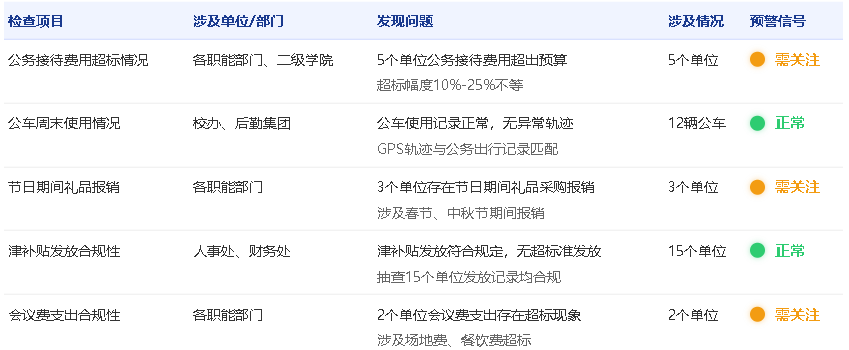 检查项目 涉及单位/部门 发现问题 涉及情况 预警信号
公务接待费用超标情况 各职能部门、二级学院 5个单位公务接待费用超出预算 5个单位 需关注
超标幅度10%-25%不等
公车周末使用情况 校办、后勤集团 公车使用记录正常，无异常轨迹 12辆公车 正常
GPS轨迹与公务出行记录匹配
节日期间礼品报销 各职能部门 3个单位存在节日期间礼品采购报销 3个单位 需关注
涉及春节、中秋节期间报销
津补贴发放合规性 人事处、财务处 津补贴发放符合规定，无超标准发放 15个单位 正常
抽查15个单位发放记录均合规
会议费支出合规性 各职能部门 2个单位会议费支出存在超标现象 2个单位 需关注
涉及场地费、餐饮费超标